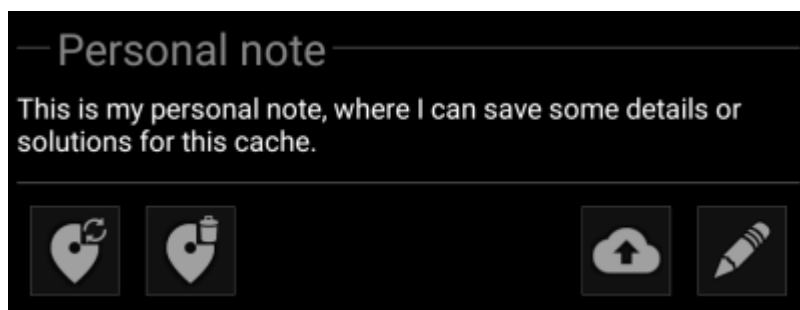 Personal note
This is my personal note, where I can save some details or
solutions for this cache.